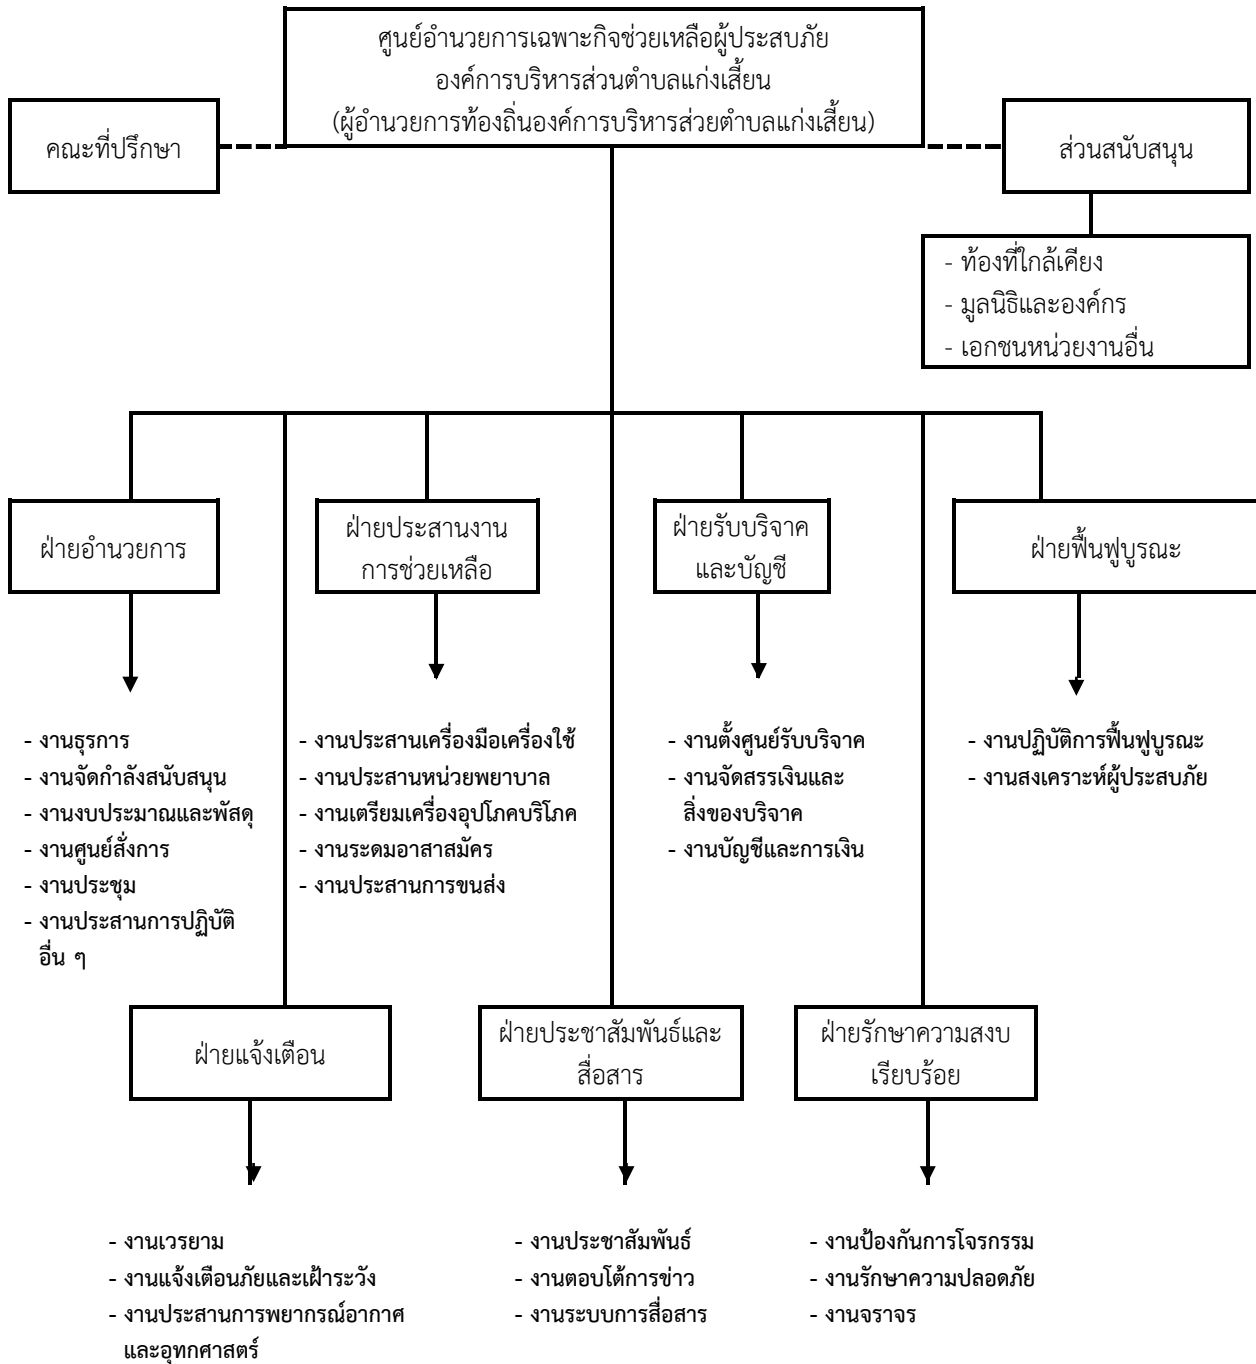 ศูนย์อำนวยการเฉพาะกิจช่วยเหลือผู้ประสบภัย
องค์การบริหารส่วนตำบลแก่งเสี้ยน
(ผู้อำนวยการท้องถิ่นองค์การบริหารส่วยตำบลแก่งเสี้ยน)
คณะที่ปรึกษา
ส่วนสนับสนุน
- ท้องที่ใกล้เคียง
- มูลนิธิและองค์กร
- เอกชนหน่วยงานอื่น
ฝ่ายอำนวยการ
ฝ่ายประสานงาน
การช่วยเหลือ
ฝ่ายรับบริจาค
และบัญชี
ฝ่ายฟื้นฟูบูรณะ
- งานธุรการ
- งานจัดกำลังสนับสนุน
- งานงบประมาณและพัสดุ
- งานศูนย์สั่งการ
- งานประชุม
- งานประสานการปฏิบัติ
อื่น ๆ
- งานประสานเครื่องมือเครื่องใช้
- งานประสานหน่วยพยาบาล
- งานเตรียมเครื่องอุปโภคบริโภค
- งานระดมอาสาสมัคร
- งานประสานการขนส่ง
- งานตั้งศูนย์รับบริจาค
- งานจัดสรรเงินและ
สิ่งของบริจาค
- งานบัญชีและการเงิน
- งานปฏิบัติการฟื้นฟูบูรณะ
- งานสงเคราะห์ผู้ประสบภัย
ฝ่ายแจ้งเตือน
ฝ่ายประชาสัมพันธ์และ
สื่อสาร
ฝ่ายรักษาความสงบ
เรียบร้อย
- งานเวรยาม
- งานแจ้งเตือนภัยและเฝ้าระวัง
- งานประสานการพยากรณ์อากาศ
และอุทกศาสตร์
- งานประชาสัมพันธ์
- งานตอบโต้การข่าว
- งานระบบการสื่อสาร
- งานป้องกันการโจรกรรม
- งานรักษาความปลอดภัย
- งานจราจร